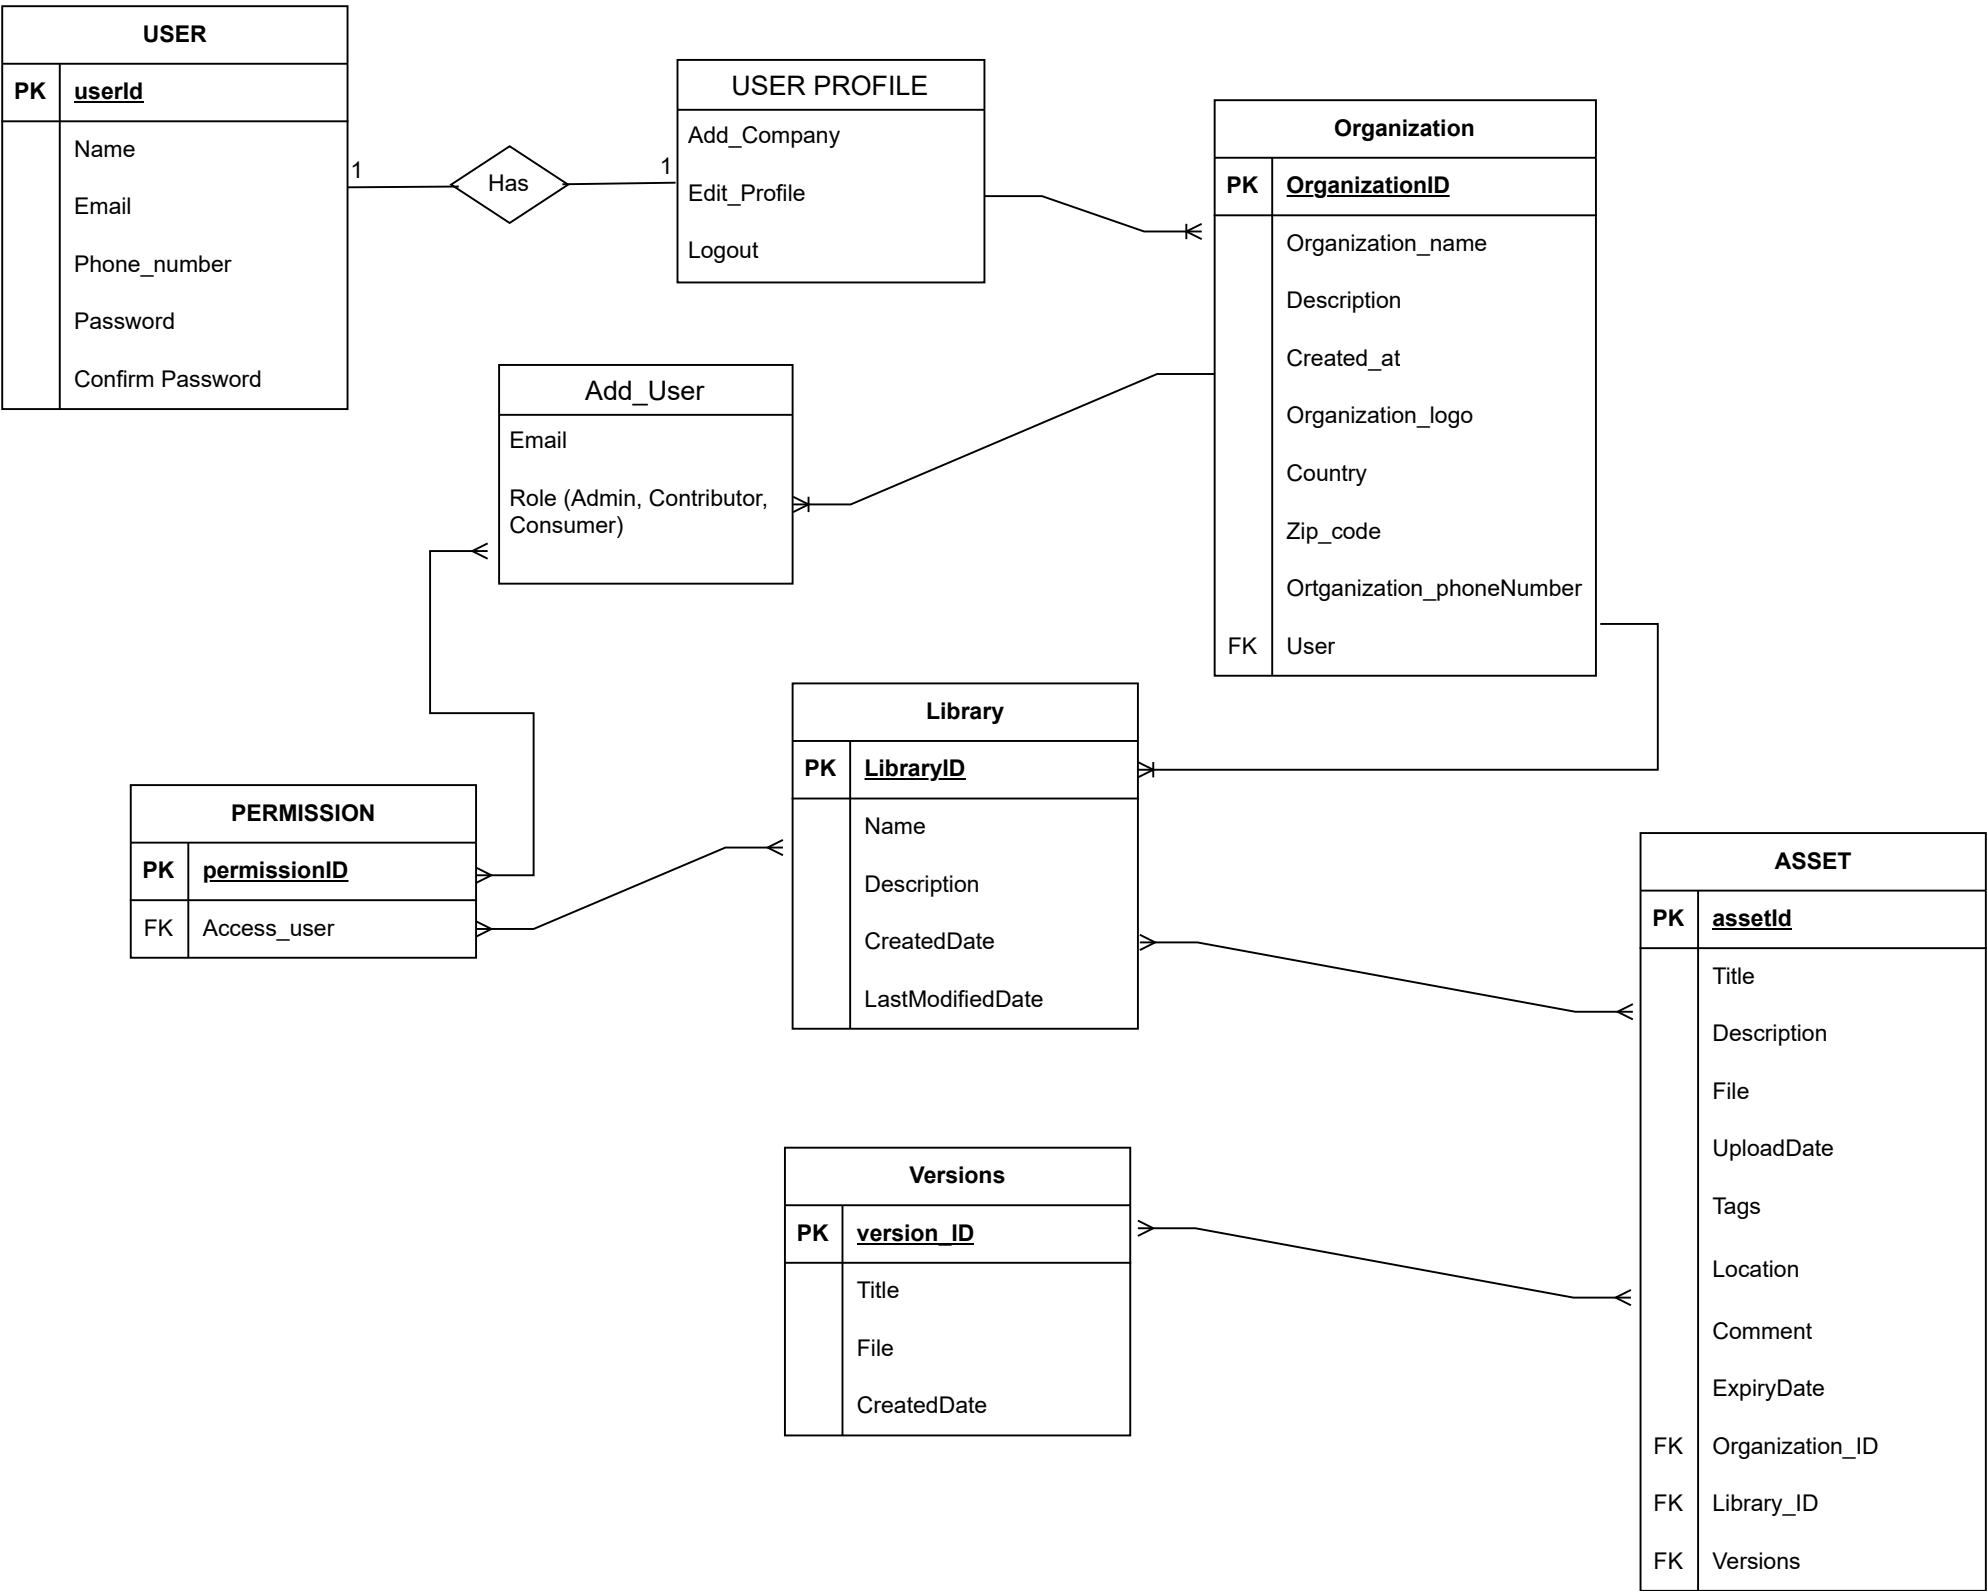 USER
PK userId
Name
Email
Phone_number
Password
Confirm Password
1
Has
1
USER PROFILE
Add_Company
Edit_Profile
Logout
Organization
PK OrganizationID
Organization_name
Description
Created_at
Organization_logo
Country
Zip_code
Ortganization_phoneNumber
FK User
Add_User
Email
Role (Admin, Contributor,
Consumer)
Library
PK LibraryID
Name
Description
CreatedDate
LastModifiedDate
PERMISSION
PK permissionID
FK Access_user
ASSET
PK assetId
Title
Description
File
UploadDate
Tags
Location
Comment
ExpiryDate
FK Organization_ID
FK Library_ID
FK Versions
Versions
PK version_ID
Title
File
CreatedDate